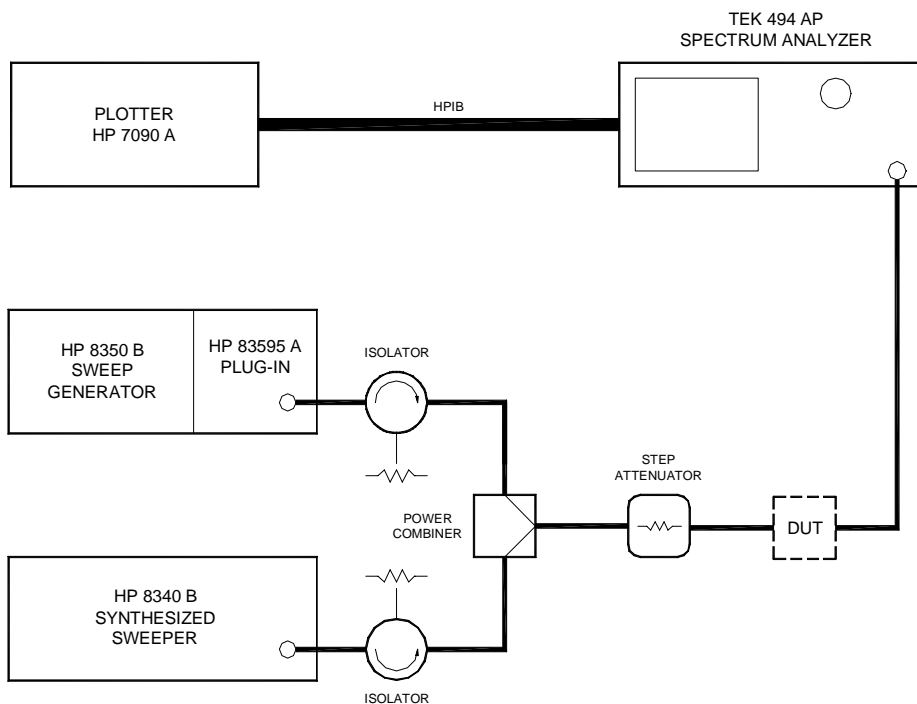 TEK 494 AP
SPECTRUM ANALYZER
PLOTTER
HP 7090 A
HPIB
HP 8350 B
SWEEP
GENERATOR
HP 83595 A
PLUG-IN
ISOLATOR
STEP
ATTENUATOR
POWER
COMBINER
DUT
HP 8340 B
SYNTHESIZED
SWEEPER
ISOLATOR